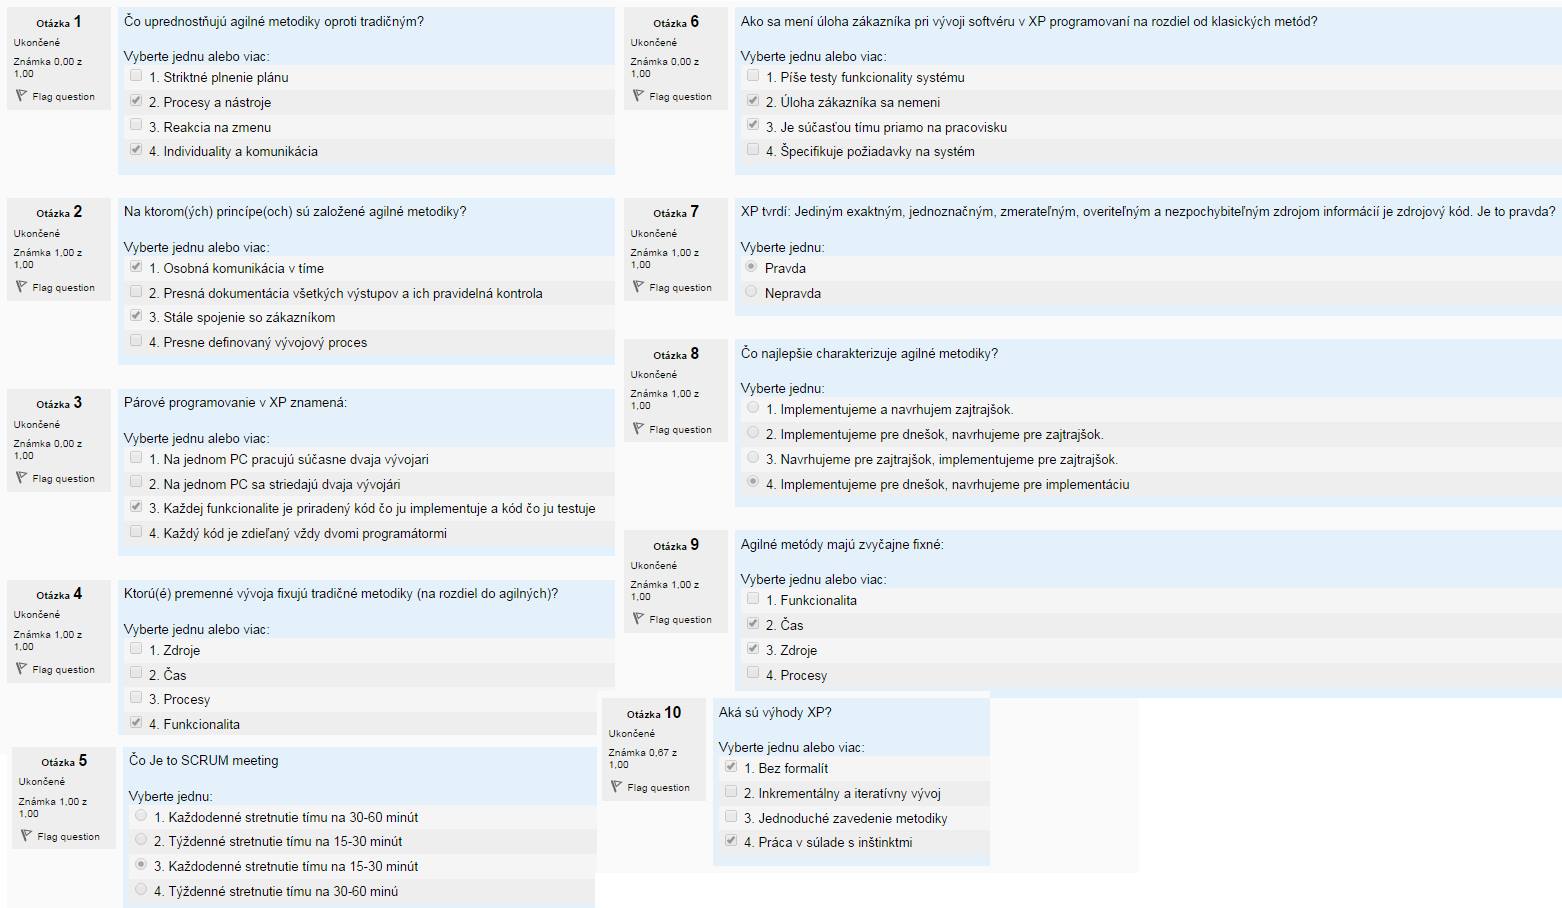 Otázka 1
Ukončené
Známka 0,00 z
1,00
Flag question
Čo uprednostňujú agilné metodiky oproti tradičným?
Vyberte jednu alebo viac:
1. Striktné plnenie plánu
2. Procesy a nástroje
3. Reakcia na zmenu
4. Individuality a komunikácia
Otázka 2
Ukončené
Známka 1,00 z
1,00
Flag question
Na ktorom(ých) princípe(och) sú založené agilné metodiky?
Vyberte jednu alebo viac:
1. Osobná komunikácia v tíme
2. Presná dokumentácia všetkých výstupov a ich pravidelná kontrola
3. Stále spojenie so zákazníkom
4. Presne definovaný vývojový proces
Otázka 3
Ukončené
Známka 0,00 z
1,00
Flag question
Párové programovanie v XP znamená:
Vyberte jednu alebo viac:
1. Na jednom PC pracujú súčasne dvaja vývojari
2. Na jednom PC sa striedajú dvaja vývojári
3. Každej funkcionalite je priradený kód čo ju implementuje a kód čo ju testuje
4. Každý kód je zdieľaný vždy dvomi programátormi
Otázka 4
Ukončené
Známka 1,00 z
1,00
Flag question
Ktorú(é) premenné vývoja fixujú tradičné metodiky (na rozdiel do agilných)?
Vyberte jednu alebo viac:
1. Zdroje
2. Čas
3. Procesy
4. Funkcionalita
Otázka 5
Ukončené
Známka 1,00 z
1,00
Flag question
Čo Je to SCRUM meeting
Vyberte jednu:
1. Každodenné stretnutie tímu na 30-60 minút
2. Týždenné stretnutie tímu na 15-30 minút
3. Každodenné stretnutie tímu na 15-30 minút
4. Týždenné stretnutie tímu na 30-60 minú
Otázka 6
Ukončené
Známka 0,00 z
1,00
Flag question
Ako sa mení úloha zákazníka pri vývoji softvéru v XP programovaní na rozdiel od klasických metód?
Vyberte jednu alebo viac:
1. Píše testy funkcionality systému
2. Úloha zákazníka sa nemeni
3. Je súčasťou tímu priamo na pracovisku
4. Špecifikuje požiadavky na systém
Otázka 7
Ukončené
Známka 1,00 z
1,00
Flag question
XP tvrdí: Jediným exaktným, jednoznačným, zmerateľným, overiteľným a nezpochybiteľným zdrojom informácií je zdrojový kód. Je to pravda?
Vyberte jednu:
Pravda
Nepravda
Otázka 8
Ukončené
Známka 1,00 z
1,00
Flag question
Čo najlepšie charakterizuje agilné metodiky?
Vyberte jednu:
1. Implementujeme a navrhujem zajtrajšok.
2. Implementujeme pre dnešok, navrhujeme pre zajtrajšok.
3. Navrhujeme pre zajtrajšok, implementujeme pre zajtrajšok.
4. Implementujeme pre dnešok, navrhujeme pre implementáciu
Otázka 9
Ukončené
Známka 1,00 z
1,00
Flag question
Agilné metódy majú zvyčajne fixné:
Vyberte jednu alebo viac:
1. Funkcionalita
2. Čas
3. Zdroje
4. Procesy
Otázka 10
Ukončené
Známka 0,67 z
1,00
Flag question
Aká sú výhody XP?
Vyberte jednu alebo viac:
1. Bez formalít
2. Inkrementálny a iteratívny vývoj
3. Jednoduché zavedenie metodiky
4. Práca v súlade s inštinktmi